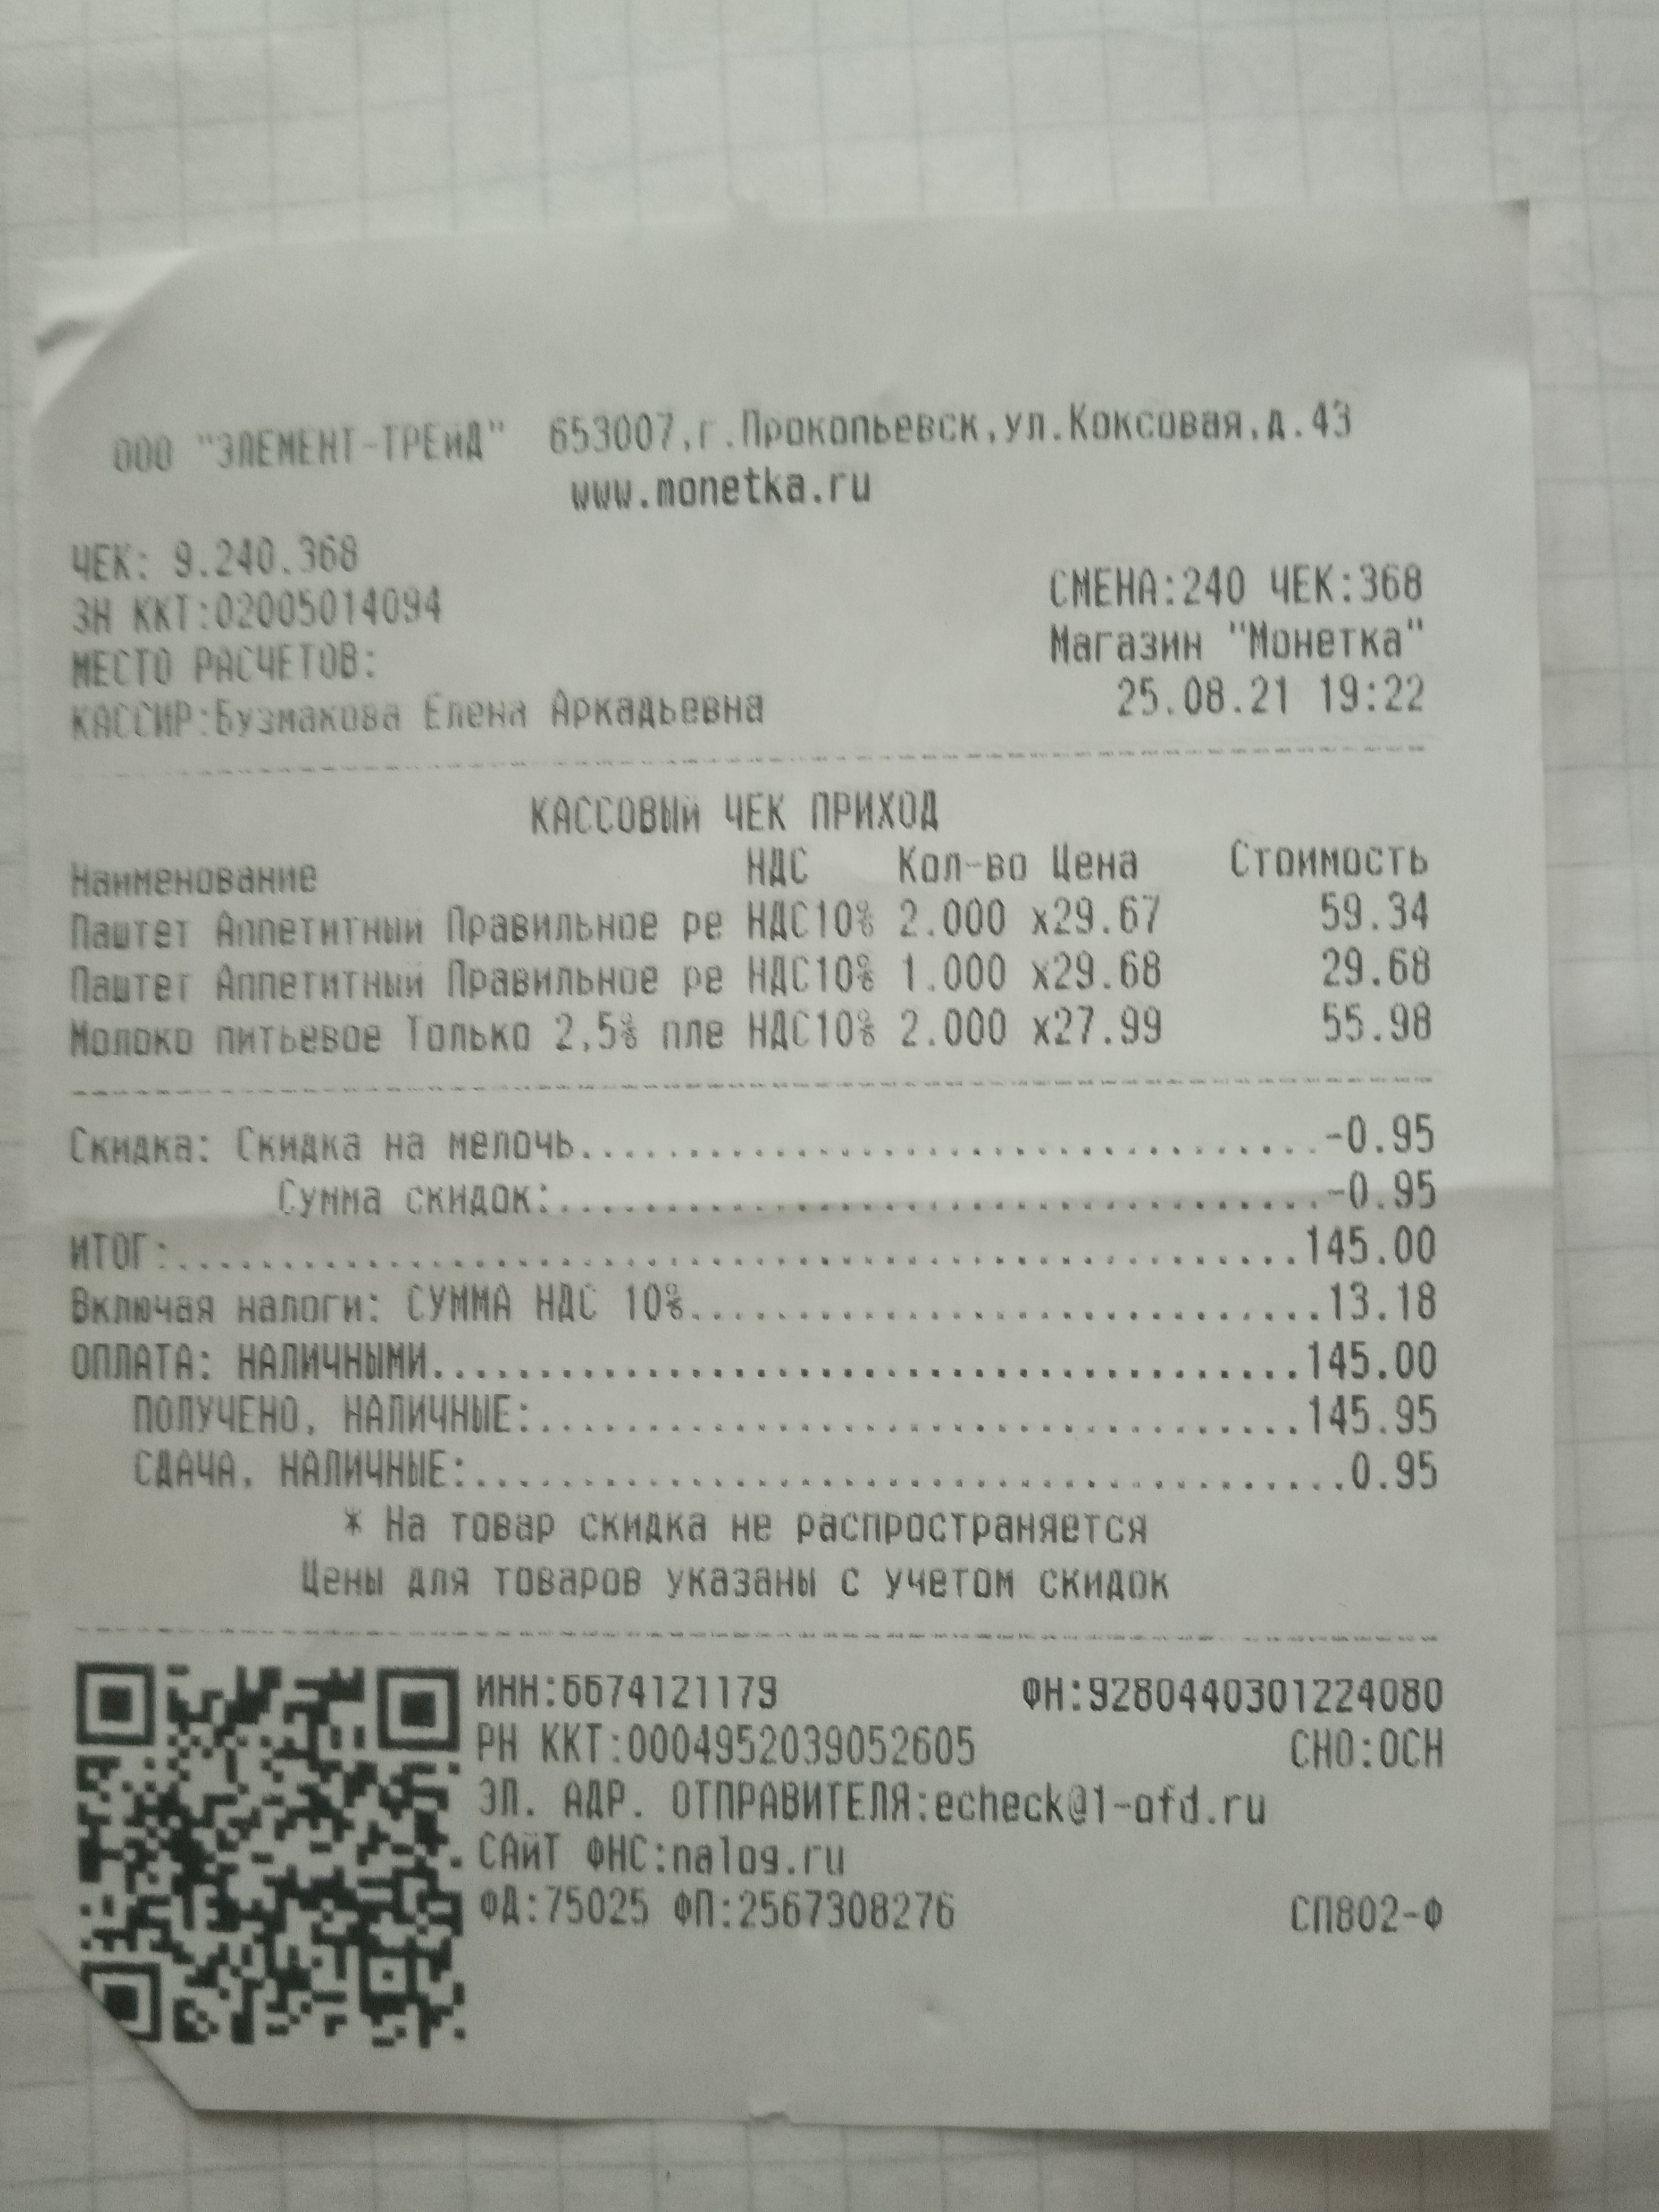 ООО "ЭЛЕМЕНТ-ТРЕЙД" 653007,г.Прокопьевск,ул.Коксовая,д.43
www.monetka.ru
ЧЕК: 9.240.368
СМЕНА:240 ЧЕК:368
ЗН ККТ:02005014094
Магазин "Монетка"
МЕСТО РАСЧЕТОВ:
25.08.21 19:22
КАССИР:Бузмакова Елена Аркадьевна
КАССОВЫЙ ЧЕК ПРИХОД
Наименование НДС Кол-во Цена Стоимость
Паштет Аппетитный Правильное ре НДС10% 2.000 x29.67 59.34
Паштет Аппетитный Правильное ре НДС10% 1.000 x29.68 29.68
Молоко питьевое Только 2,5% пле НДС10% 2.000 x27.99 55.98
Скидка: Скидка на мелочь..................................-0.95
Сумма скидок:....................................-0.95
ИТОГ:.....................................................145.00
Включая налоги: СУММА НДС 10%.............................13.18
ОПЛАТА: НАЛИЧНЫМИ.........................................145.00
ПОЛУЧЕНО, НАЛИЧНЫЕ:....................................145.95
СДАЧА, НАЛИЧНЫЕ:.........................................0.95
* На товар скидка не распространяется
Цены для товаров указаны с учетом скидок
ИНН:6674121179 ФН:9280440301224080
РН ККТ:0004952039052605 СНО:ОСН
ЭЛ. АДР. ОТПРАВИТЕЛЯ:echeck@1-ofd.ru
САЙТ ФНС:nalog.ru
ФД:75025 ФП:2567308276 СП802-Ф